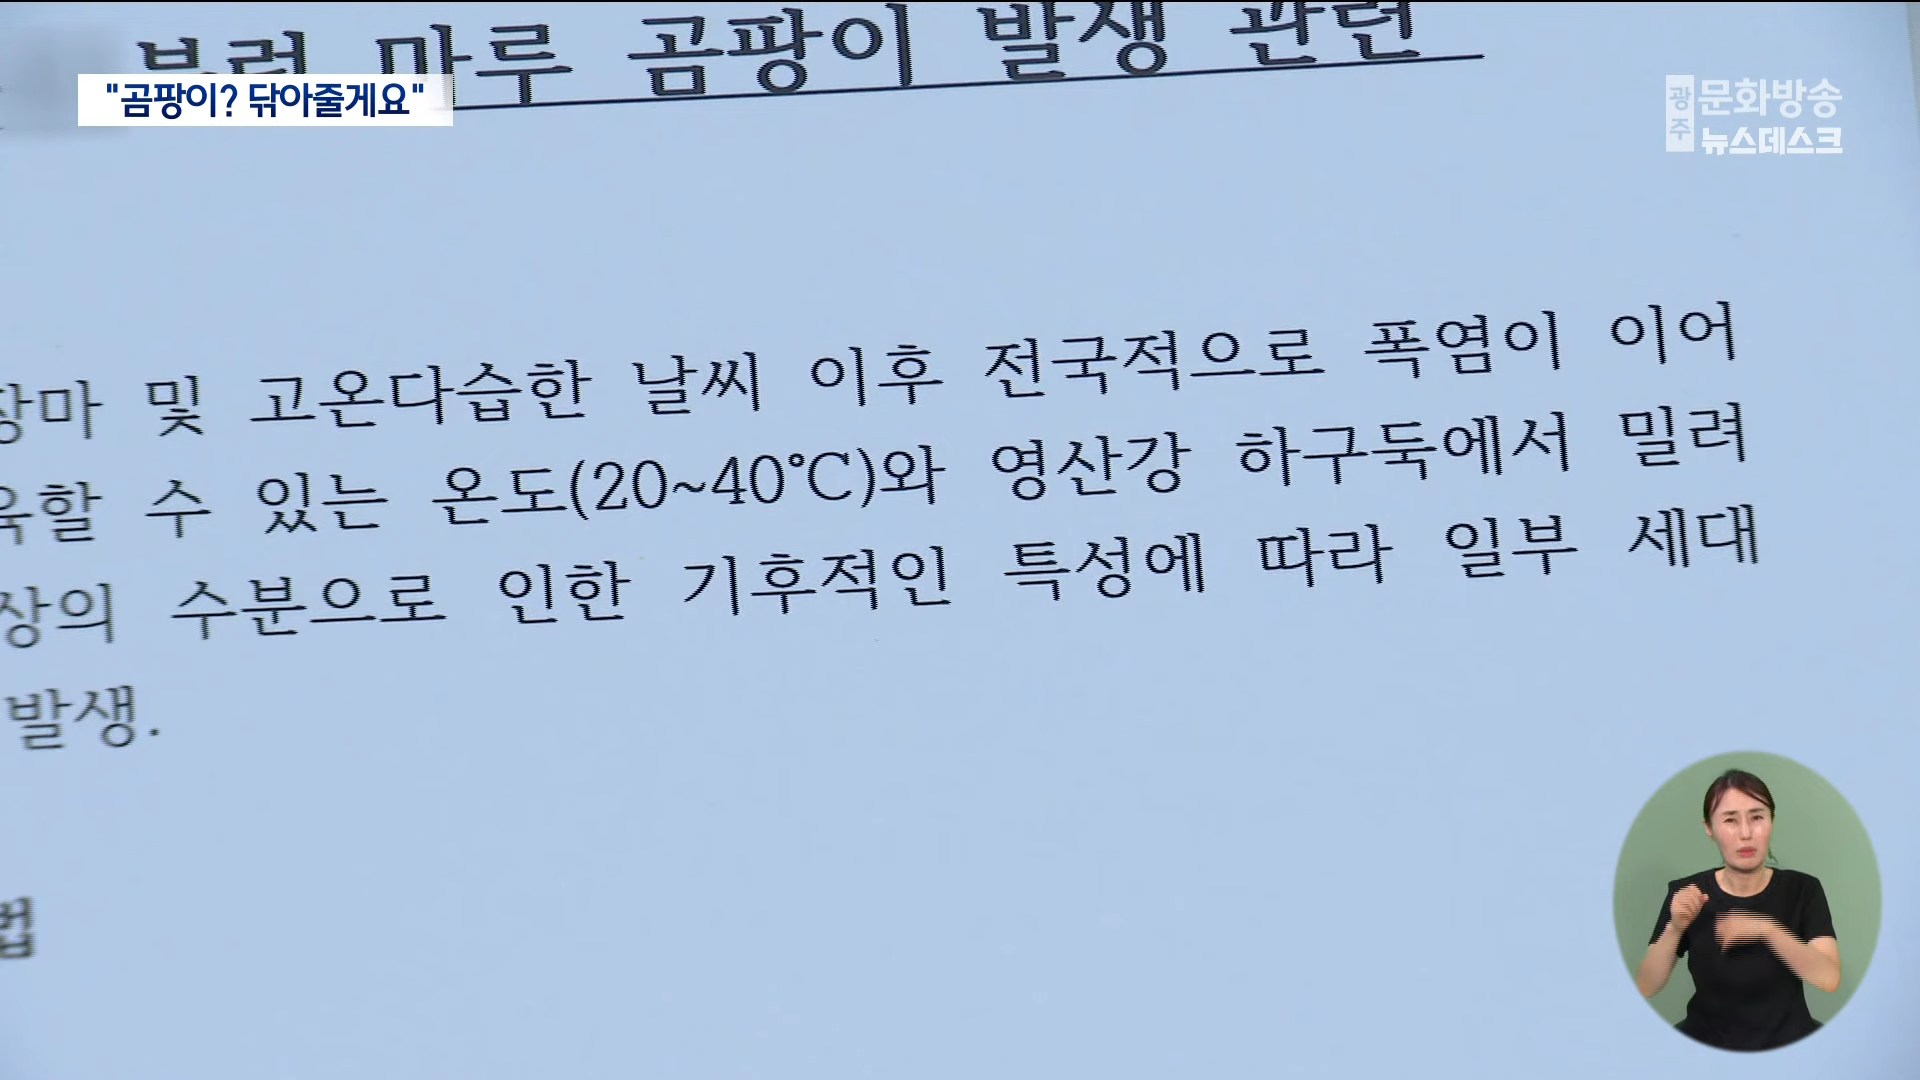 마루 곰팡이 발생 관련
"곰팡이? 닦아줄게요"
광주 문화방송
뉴스데스크
장마 및 고온다습한 날씨 이후 전국적으로 폭염이 이어
육할 수 있는 온도(20~40℃)와 영산강 하구둑에서 밀려
상의 수분으로 인한 기후적인 특성에 따라 일부 세대
발생.
법